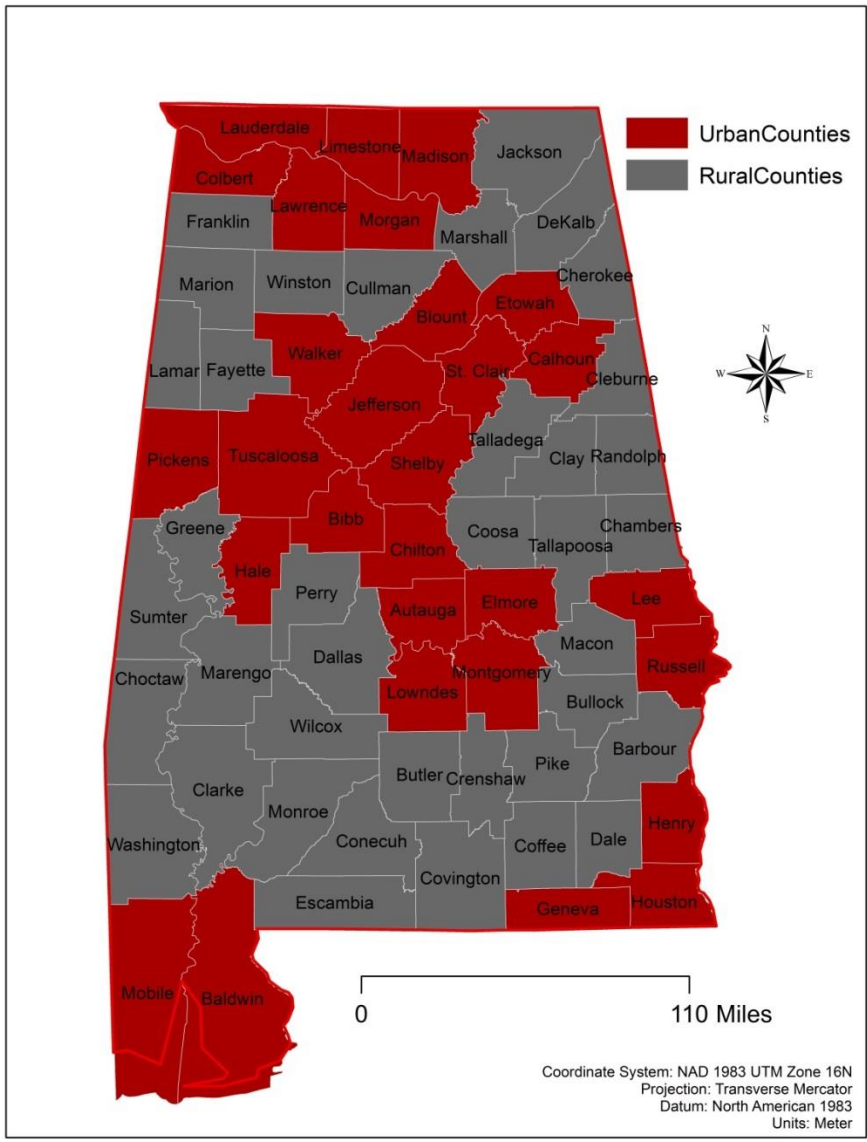 Lauderdale
Limestone
Madison
Jackson
UrbanCounties
RuralCounties
Colbert
Lawrence
Morgan
Franklin
Marshall
DeKalb
Marion
Winston
Cullman
Cherokee
Etowah
Blount
Walker
St. Clair
Calhoun
Lamar
Fayette
Cleburne
Jefferson
N
W
E
S
Talladega
Pickens
Tuscaloosa
Shelby
Clay
Randolph
Greene
Bibb
Coosa
Chambers
Tallapoosa
Hale
Chilton
Perry
Autauga
Elmore
Lee
Sumter
Macon
Dallas
Marengo
Choctaw
Lowndes
Montgomery
Russell
Bullock
Wilcox
Barbour
Clarke
Butler
Crenshaw
Pike
Monroe
Henry
Washington
Conecuh
Coffee
Dale
Covington
Escambia
Geneva
Houston
Mobile
Baldwin
0
110 Miles
Coordinate System: NAD 1983 UTM Zone 16N
Projection: Transverse Mercator
Datum: North American 1983
Units: Meter